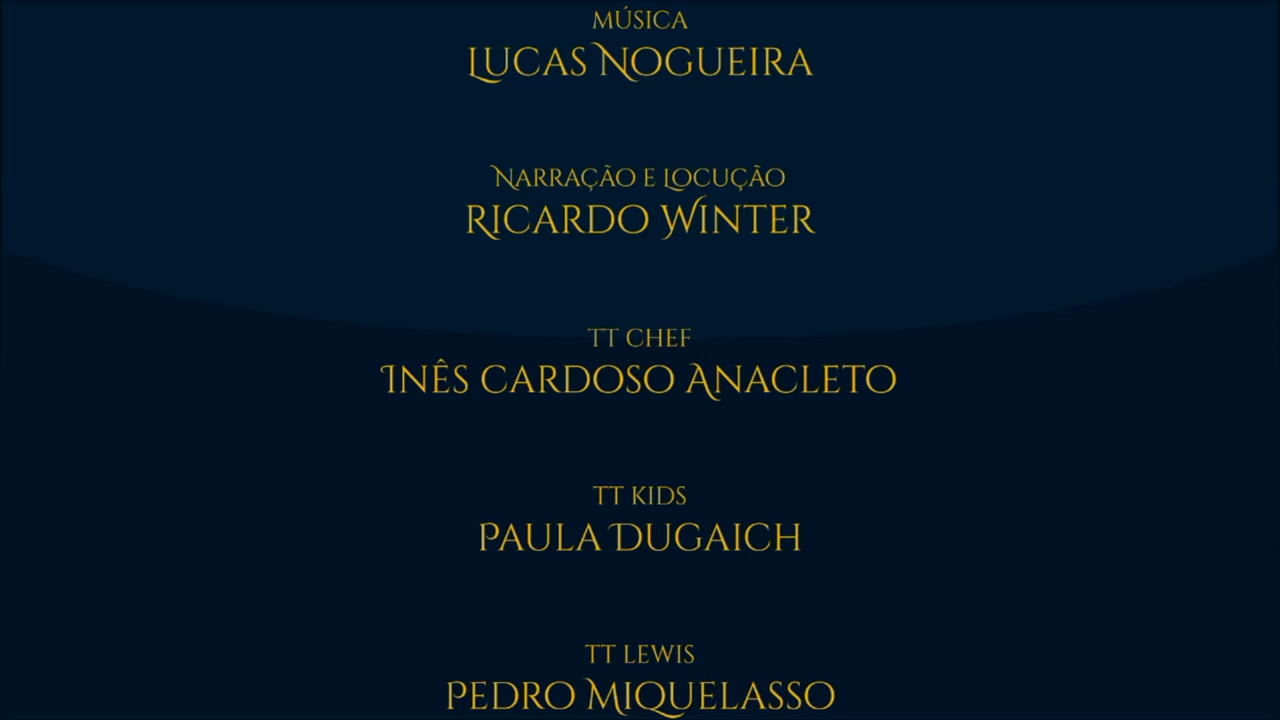 MÚSICA
LUCAS NOGUEIRA
NARRAÇÃO E LOCUÇÃO
RICARDO WINTER
TT CHEF
INÊS CARDOSO ANACLETO
TT KIDS
PAULA DUGAICH
TT LEWIS
PEDRO MIQUELASSO